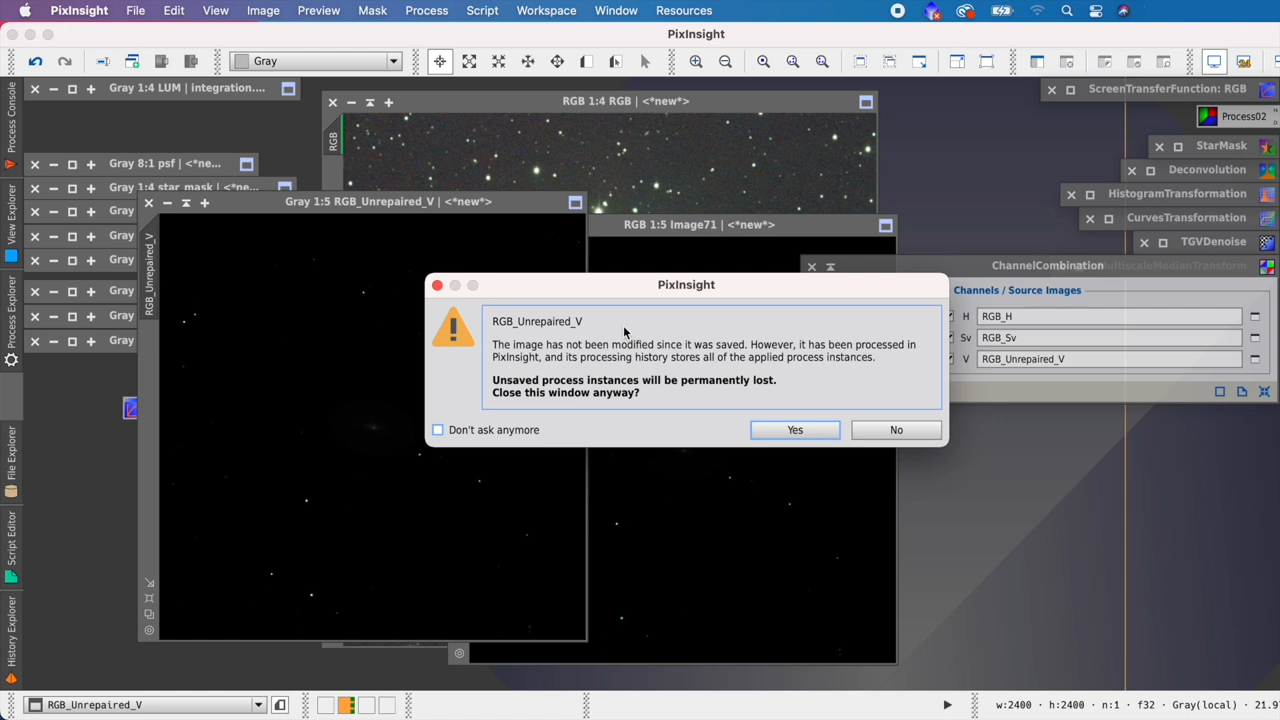 PixInsight File Edit View Image Preview Mask Process Script Workspace Window Resources
PixInsight
Gray
Process Console
View Explorer
Process Explorer
File Explorer
Script Editor
History Explorer
Gray 1:4 LUM | integration....
Gray 8:1 psf | <*ne...
Gray 1:4 star_mask | <*ne...
Gray
Gray
Gray
Gray
Gray
Gray
RGB 1:4 RGB | <*new*>
RGB
Gray 1:5 RGB_Unrepaired_V | <*new*>
RGB_Unrepaired_V
RGB 1:5 Image71 | <*new*>
ScreenTransferFunction: RGB
Process02
StarMask
Deconvolution
HistogramTransformation
CurvesTransformation
TGVDenoise
ChannelCombination
Channels / Source Images
H RGB_H
Sv RGB_Sv
V RGB_Unrepaired_V
PixInsight
RGB_Unrepaired_V
The image has not been modified since it was saved. However, it has been processed in
PixInsight, and its processing history stores all of the applied process instances.
Unsaved process instances will be permanently lost.
Close this window anyway?
Don't ask anymore
Yes
No
RGB_Unrepaired_V
w:2400 · h:2400 · n:1 · f32 · Gray(local) · 21.9